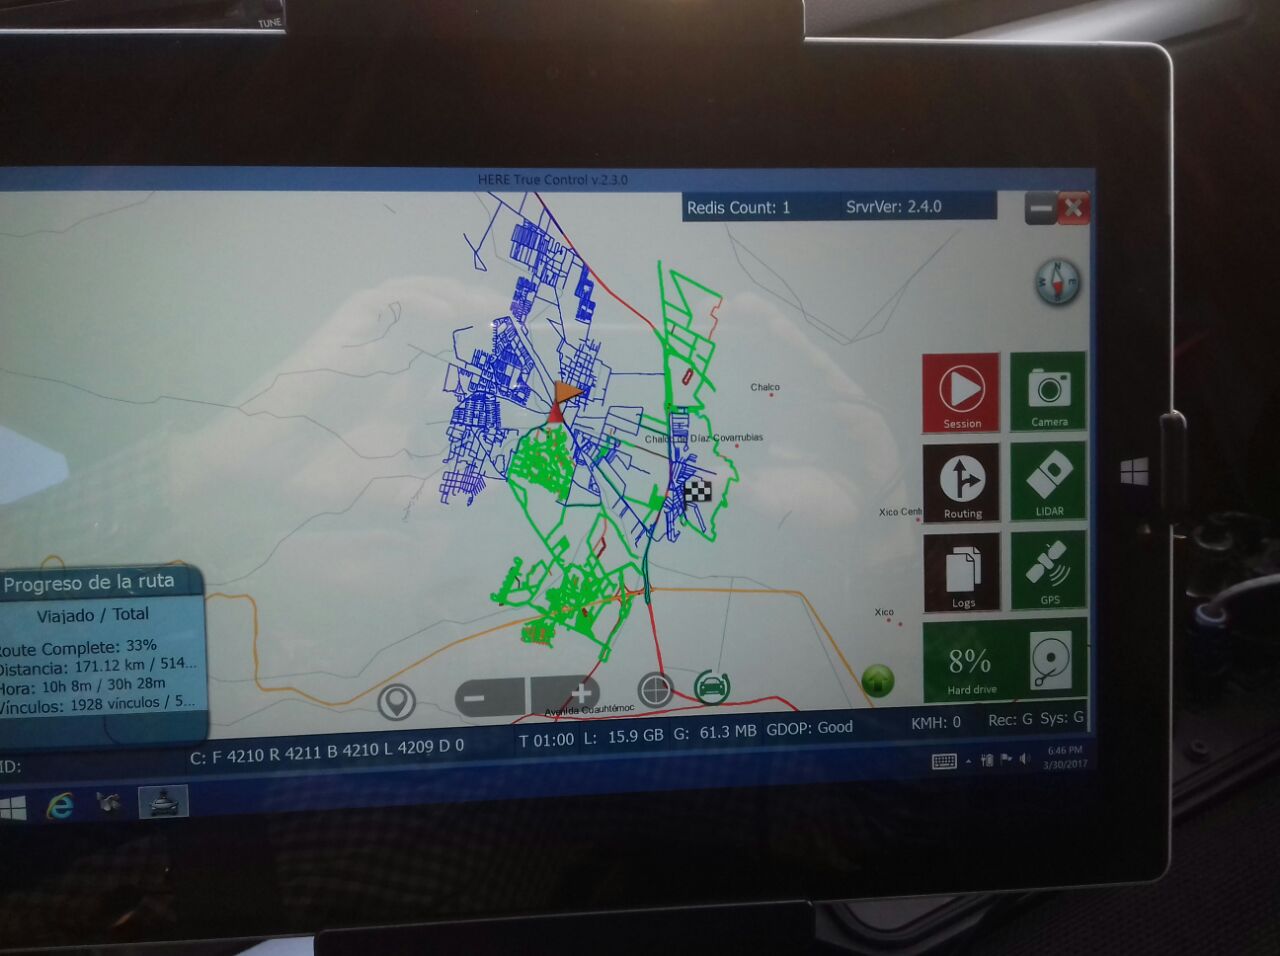 TUNE
HERE True Control v.2.3.0
Redis Count: 1 SrvrVer: 2.4.0
N
W E
S
Chalco
Session Camera
Chalco de Díaz Covarrubias
Routing LIDAR
Xico Cent
Logs GPS
Progreso de la ruta
Viajado / Total
Route Complete: 33%
Distancia: 171.12 km / 514...
Hora: 10h 8m / 30h 28m
Vínculos: 1928 vínculos / 5...
Xico
8%
Hard drive
Avenida Cuauhtémoc
ID:
C: F 4210 R 4211 B 4210 L 4209 D 0
T 01:00 L: 15.9 GB G: 61.3 MB GDOP: Good
KMH: 0 Rec: G Sys: G
6:46 PM
3/30/2017